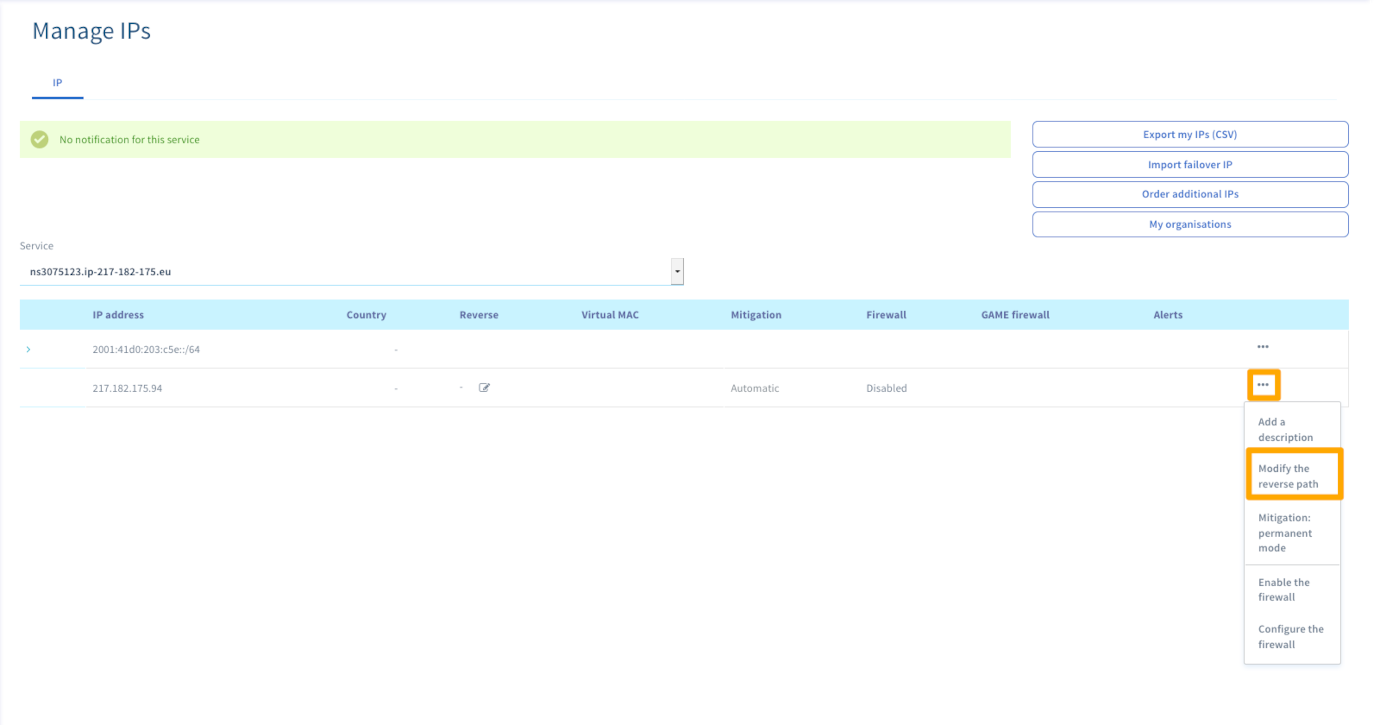 Manage IPs
IP
No notification for this service
Export my IPs (CSV)
Import failover IP
Order additional IPs
My organisations
Service
ns3075123.ip-217-182-175.eu
IP address Country Reverse Virtual MAC Mitigation Firewall GAME firewall Alerts
2001:41d0:203:c5e::/64 -
217.182.175.94 - - Automatic Disabled
Add a
description
Modify the
reverse path
Mitigation:
permanent
mode
Enable the
firewall
Configure the
firewall